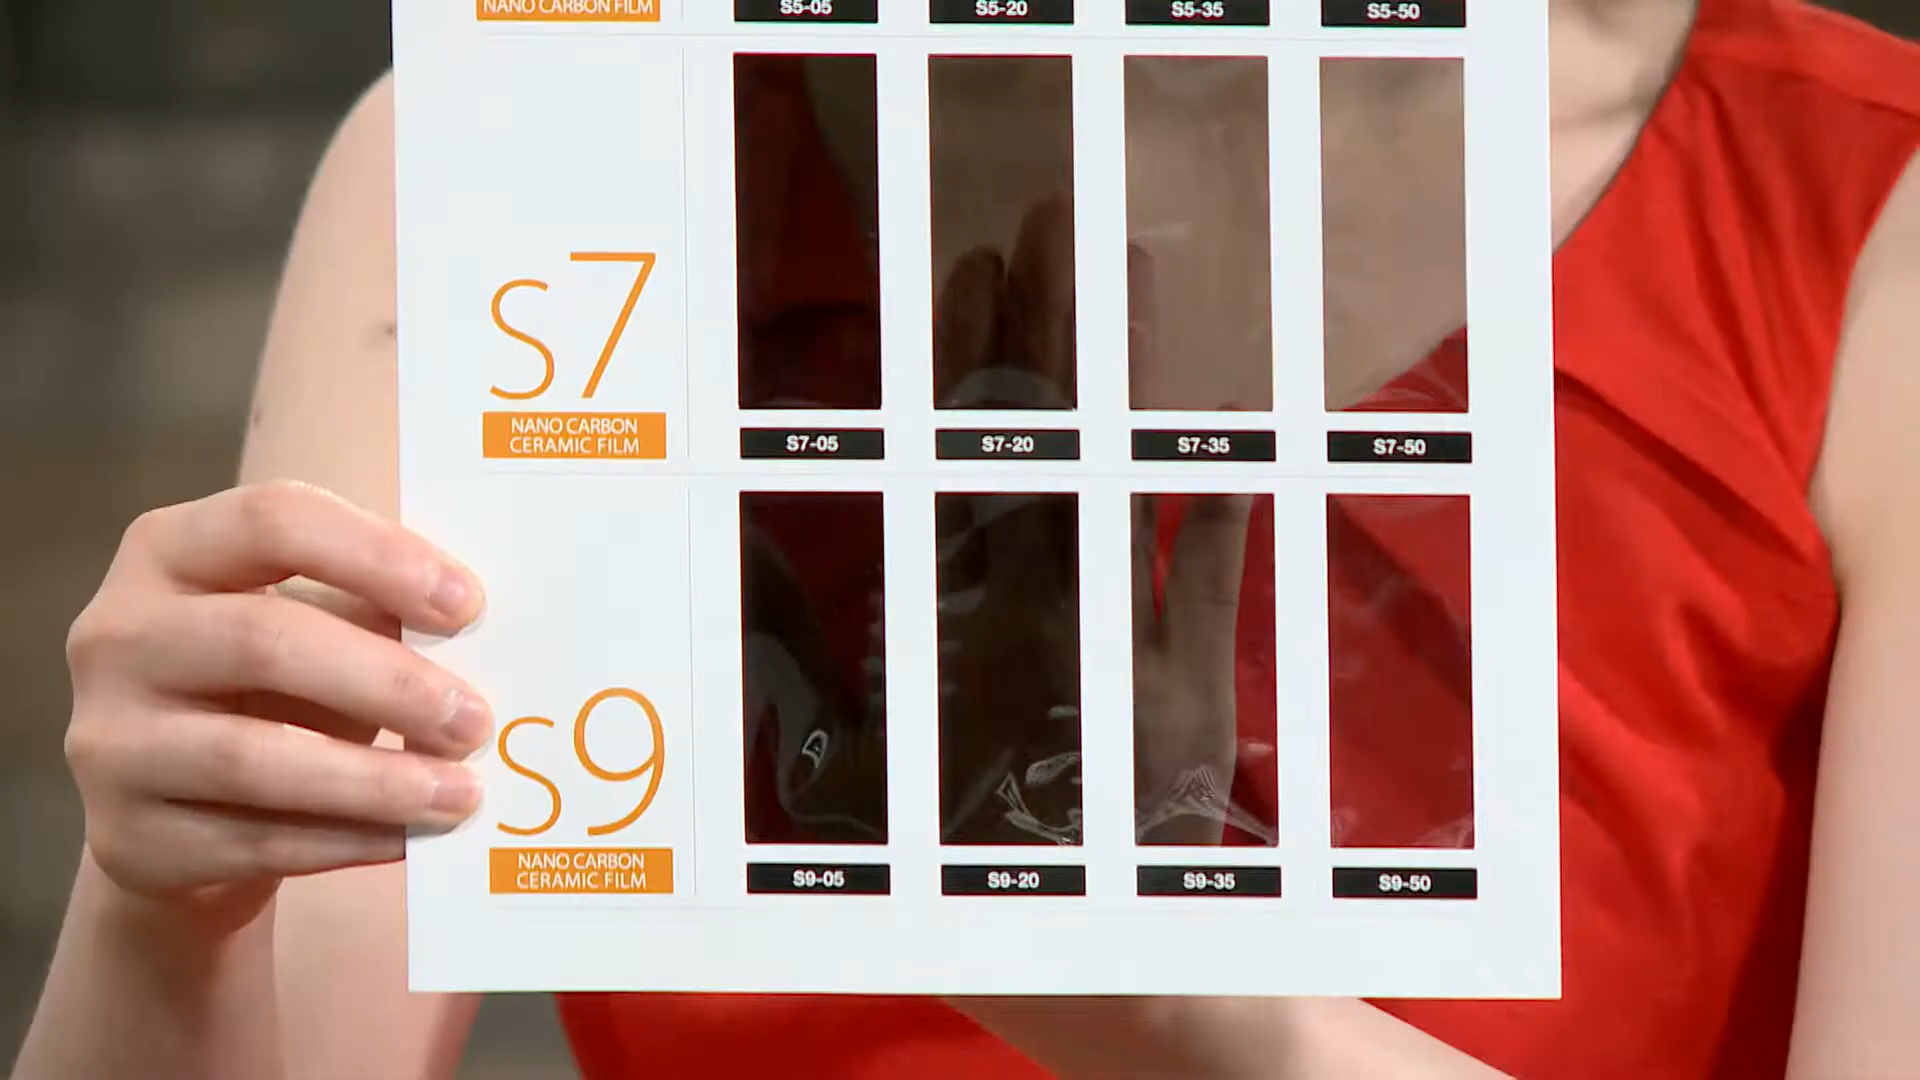 NANO CARBON FILM
S5-05
S5-20
S5-35
S5-50
S7
NANO CARBON
CERAMIC FILM
S7-05
S7-20
S7-35
S7-50
S9
NANO CARBON
CERAMIC FILM
S9-05
S9-20
S9-35
S9-50